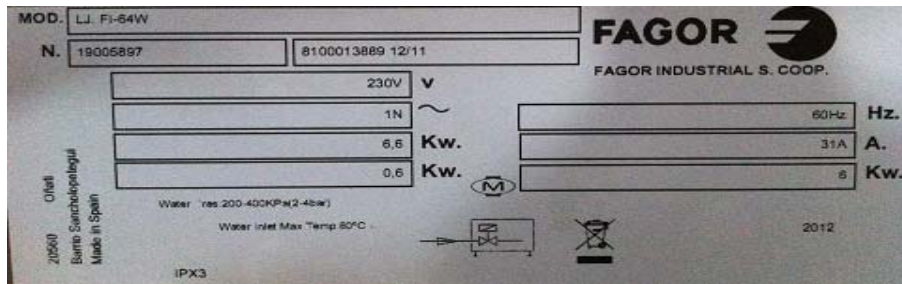 MOD. LJ. FI-64W
FAGOR
N. 19005897 8100013889 12/11
FAGOR INDUSTRIAL S. COOP.
230V V
1N 60Hz Hz.
6,6 Kw. 31A A.
0,6 Kw. M 6 Kw.
Water res:200-400KPa(2-4bar)
Water Inlet Max Temp 60ºC
2012
20560 Oñati
Barrio Sancholopetegui
Made in Spain
IPX3